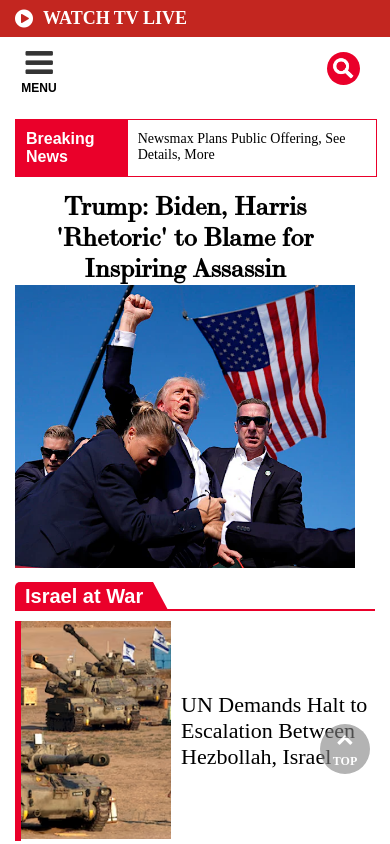 WATCH TV LIVE
MENU
Breaking
News
Newsmax Plans Public Offering, See
Details, More
Trump: Biden, Harris
'Rhetoric' to Blame for
Inspiring Assassin
Israel at War
UN Demands Halt to
Escalation Between
Hezbollah, Israel
TOP